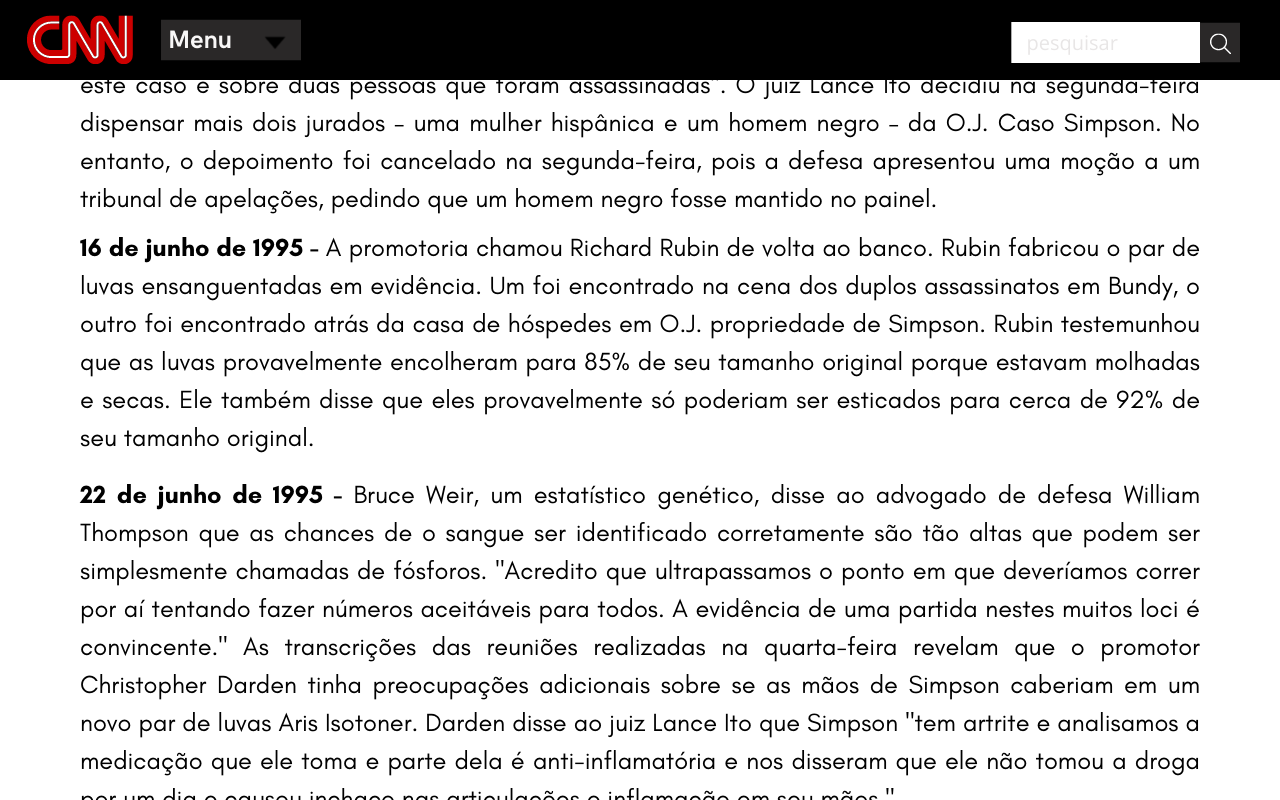 CNN
Menu
pesquisar
este caso é sobre duas pessoas que foram assassinadas". O juiz Lance Ito decidiu na segunda-feira
dispensar mais dois jurados - uma mulher hispânica e um homem negro - da O.J. Caso Simpson. No
entanto, o depoimento foi cancelado na segunda-feira, pois a defesa apresentou uma moção a um
tribunal de apelações, pedindo que um homem negro fosse mantido no painel.
16 de junho de 1995 - A promotoria chamou Richard Rubin de volta ao banco. Rubin fabricou o par de
luvas ensanguentadas em evidência. Um foi encontrado na cena dos duplos assassinatos em Bundy, o
outro foi encontrado atrás da casa de hóspedes em O.J. propriedade de Simpson. Rubin testemunhou
que as luvas provavelmente encolheram para 85% de seu tamanho original porque estavam molhadas
e secas. Ele também disse que eles provavelmente só poderiam ser esticados para cerca de 92% de
seu tamanho original.
22 de junho de 1995 - Bruce Weir, um estatístico genético, disse ao advogado de defesa William
Thompson que as chances de o sangue ser identificado corretamente são tão altas que podem ser
simplesmente chamadas de fósforos. "Acredito que ultrapassamos o ponto em que deveríamos correr
por aí tentando fazer números aceitáveis para todos. A evidência de uma partida nestes muitos loci é
convincente." As transcrições das reuniões realizadas na quarta-feira revelam que o promotor
Christopher Darden tinha preocupações adicionais sobre se as mãos de Simpson caberiam em um
novo par de luvas Aris Isotoner. Darden disse ao juiz Lance Ito que Simpson "tem artrite e analisamos a
medicação que ele toma e parte dela é anti-inflamatória e nos disseram que ele não tomou a droga
por um dia e causou inchaço nas articulações e inflamação em seu mãos."